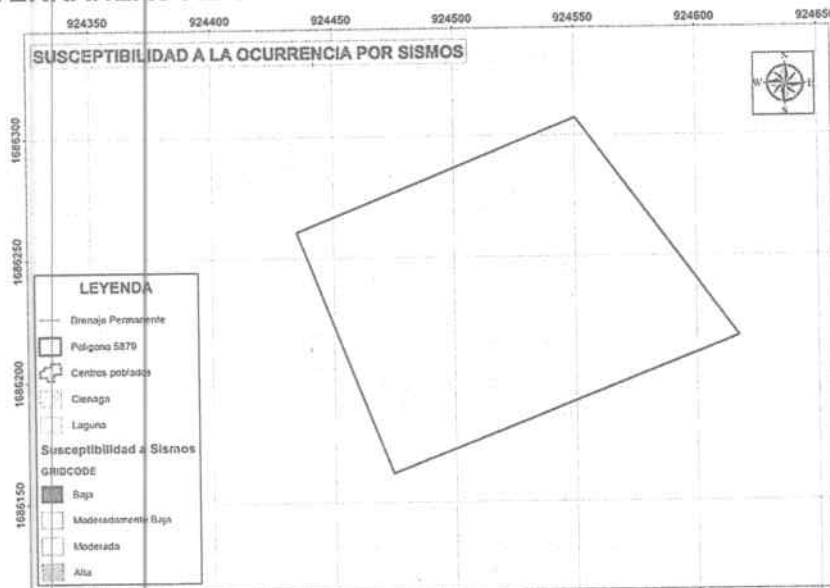 924350 924400 924450 924500 924550 924600 924650
SUSCEPTIBILIDAD A LA OCURRENCIA POR SISMOS
N
W E
S
1686300
1686250
1686200
1686150
LEYENDA
Drenaje Permanente
Poligono 5879
Centros poblados
Cienaga
Laguna
Susceptibilidad a Sismos
GRIDCODE
Baja
Moderadamente Baja
Moderada
Alta